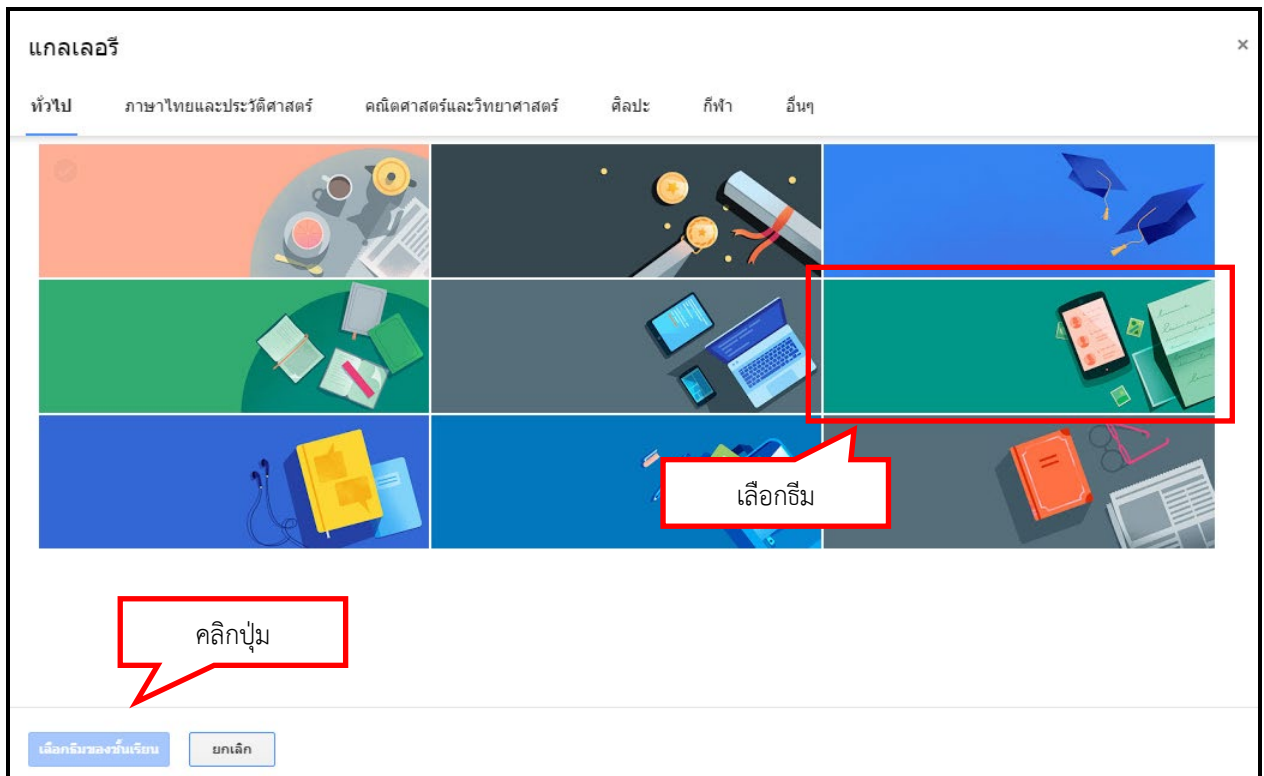 แกลเลอรี
×
ทั่วไป ภาษาไทยและประวัติศาสตร์ คณิตศาสตร์และวิทยาศาสตร์ ศิลปะ กีฬา อื่นๆ
เลือกธีม
คลิกปุ่ม
เลือกธีมของชั้นเรียน ยกเลิก